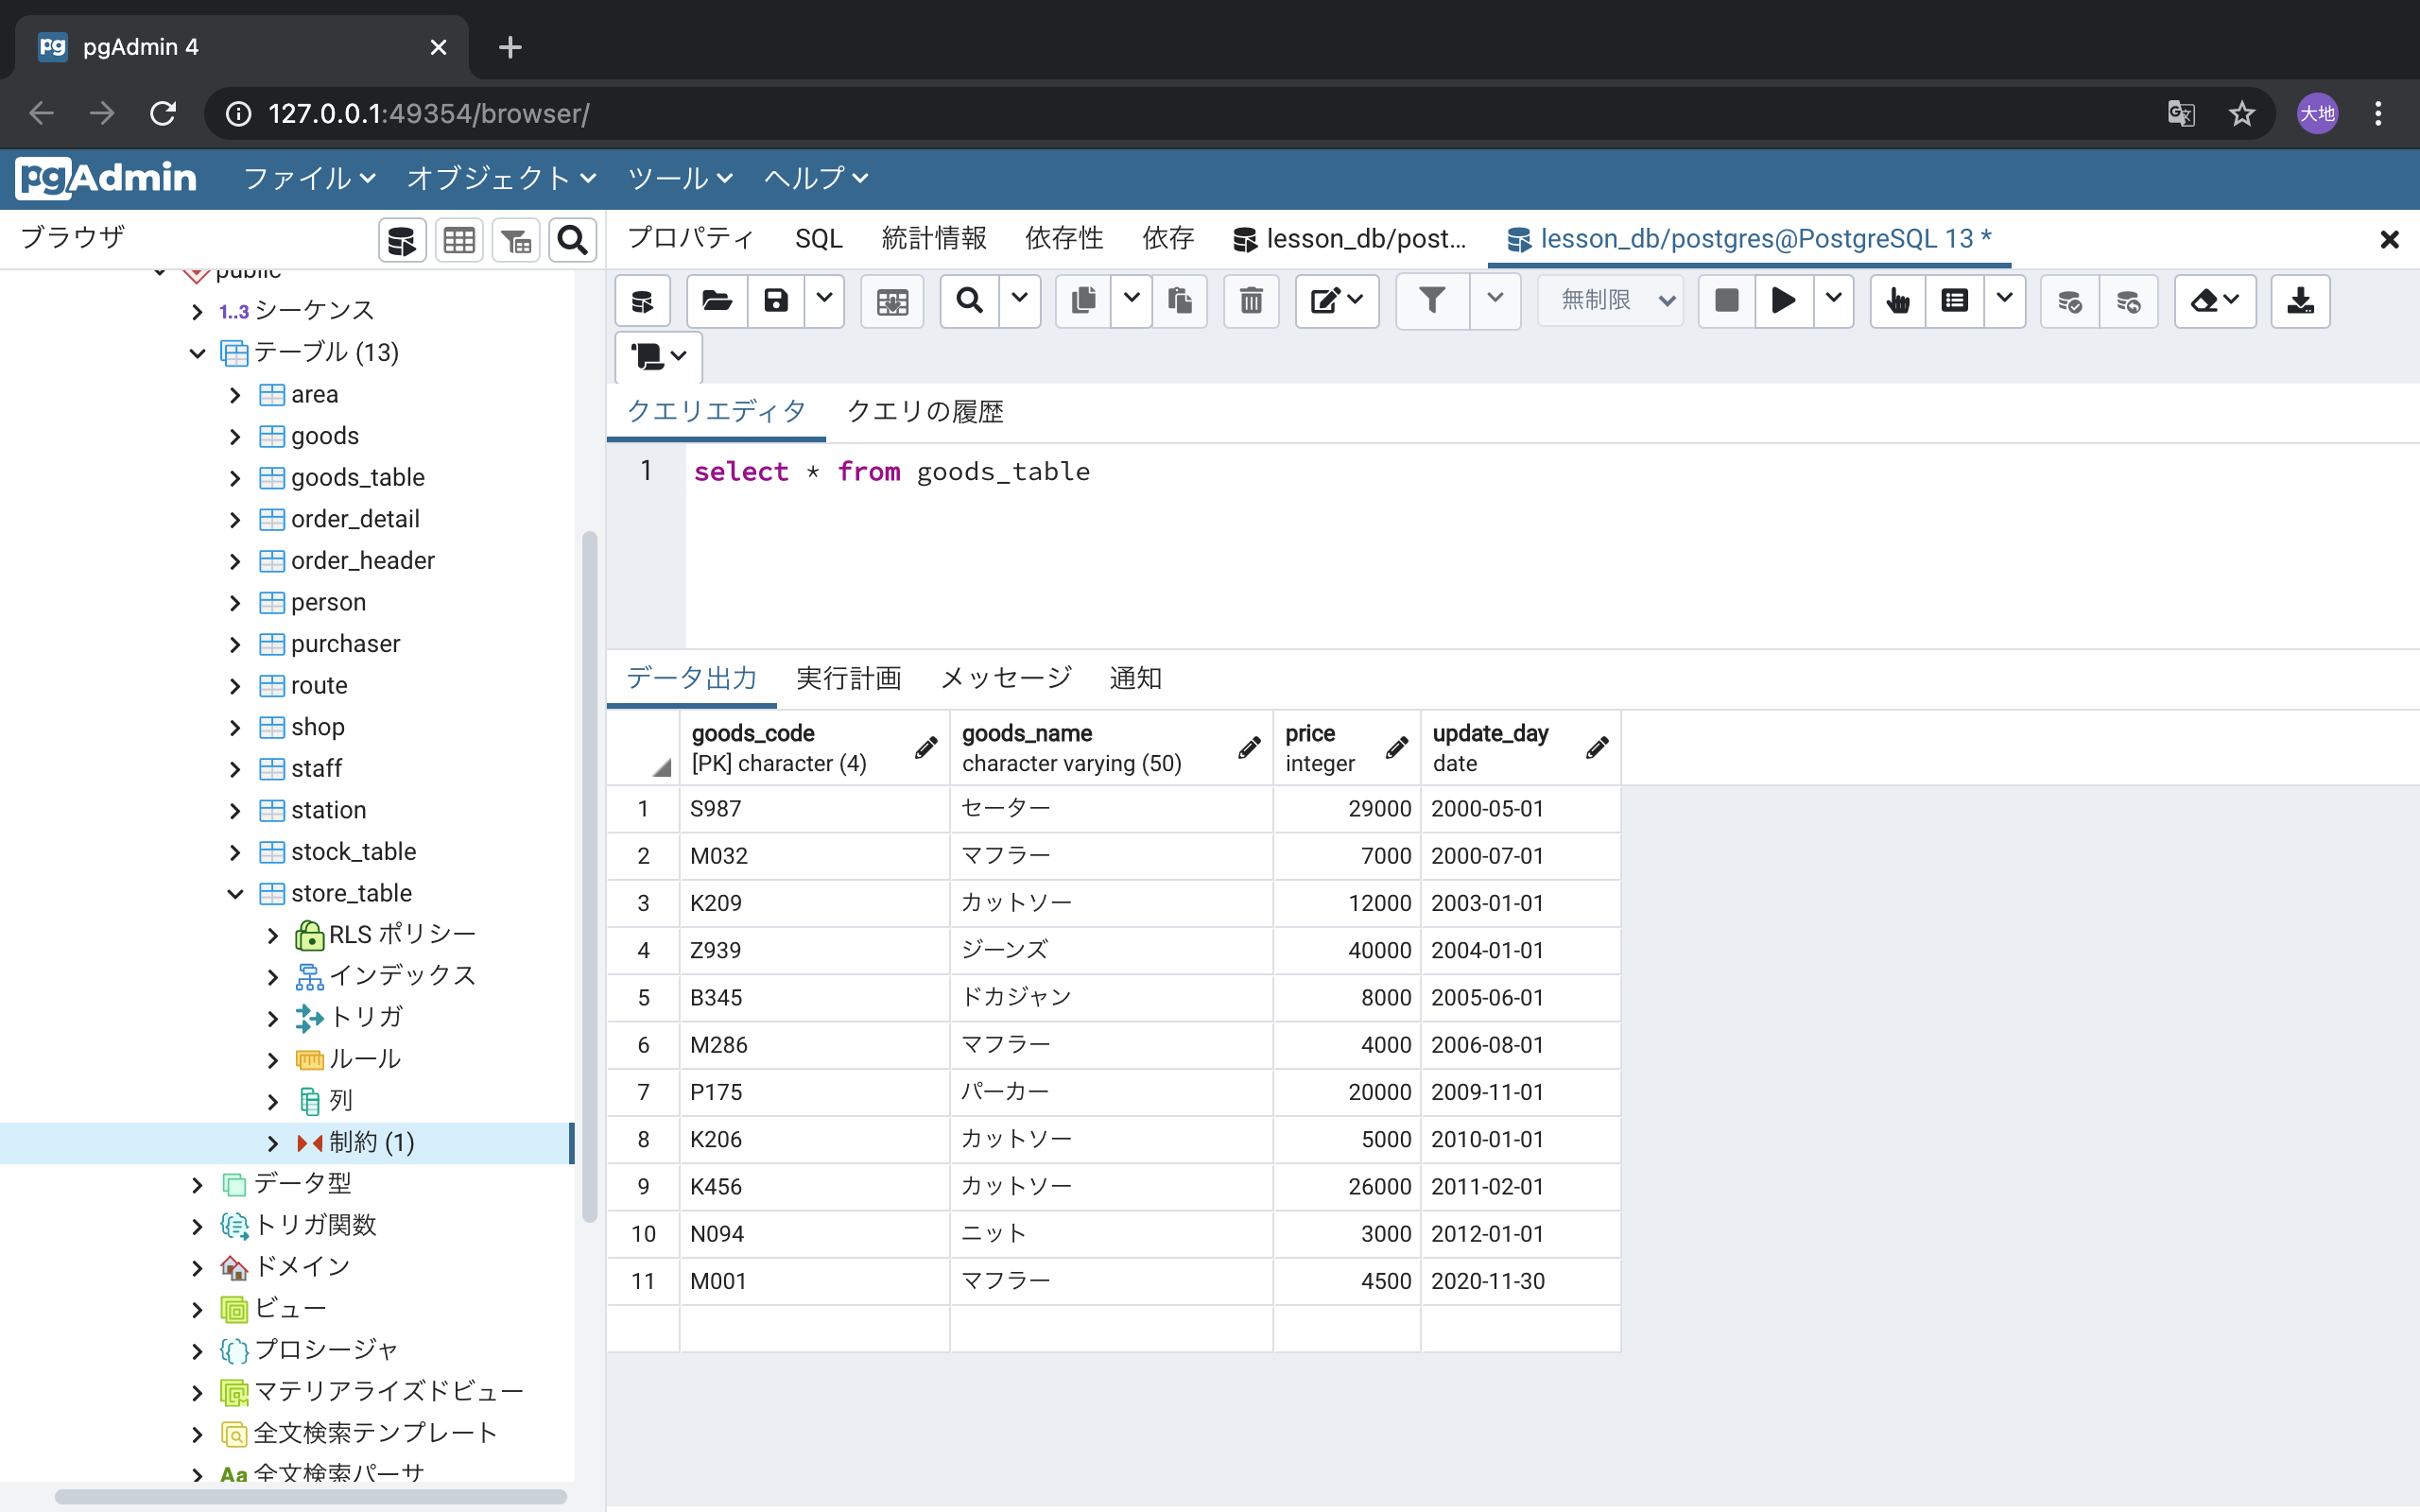 pgAdmin 4
127.0.0.1:49354/browser/
大地
pgAdmin ファイル オブジェクト ツール ヘルプ
ブラウザ
プロパティ SQL 統計情報 依存性 依存 lesson_db/post... lesson_db/postgres@PostgreSQL 13 *
public
1..3 シーケンス
テーブル (13)
area
goods
goods_table
order_detail
order_header
person
purchaser
route
shop
staff
station
stock_table
store_table
RLS ポリシー
インデックス
トリガ
ルール
列
制約 (1)
データ型
トリガ関数
ドメイン
ビュー
プロシージャ
マテリアライズドビュー
全文検索テンプレート
Aa 全文検索パーサ
無制限
クエリエディタ クエリの履歴
1 select * from goods_table
データ出力 実行計画 メッセージ 通知
goods_code goods_name price update_day
[PK] character (4) character varying (50) integer date
1 S987 セーター 29000 2000-05-01
2 M032 マフラー 7000 2000-07-01
3 K209 カットソー 12000 2003-01-01
4 Z939 ジーンズ 40000 2004-01-01
5 B345 ドカジャン 8000 2005-06-01
6 M286 マフラー 4000 2006-08-01
7 P175 パーカー 20000 2009-11-01
8 K206 カットソー 5000 2010-01-01
9 K456 カットソー 26000 2011-02-01
10 N094 ニット 3000 2012-01-01
11 M001 マフラー 4500 2020-11-30